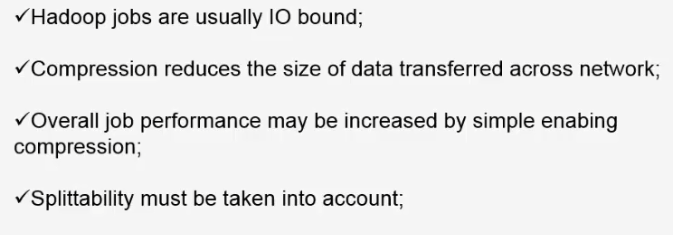 ✓Hadoop jobs are usually IO bound;
✓Compression reduces the size of data transferred across network;
✓Overall job performance may be increased by simple enabing
compression;
✓Splittability must be taken into account;